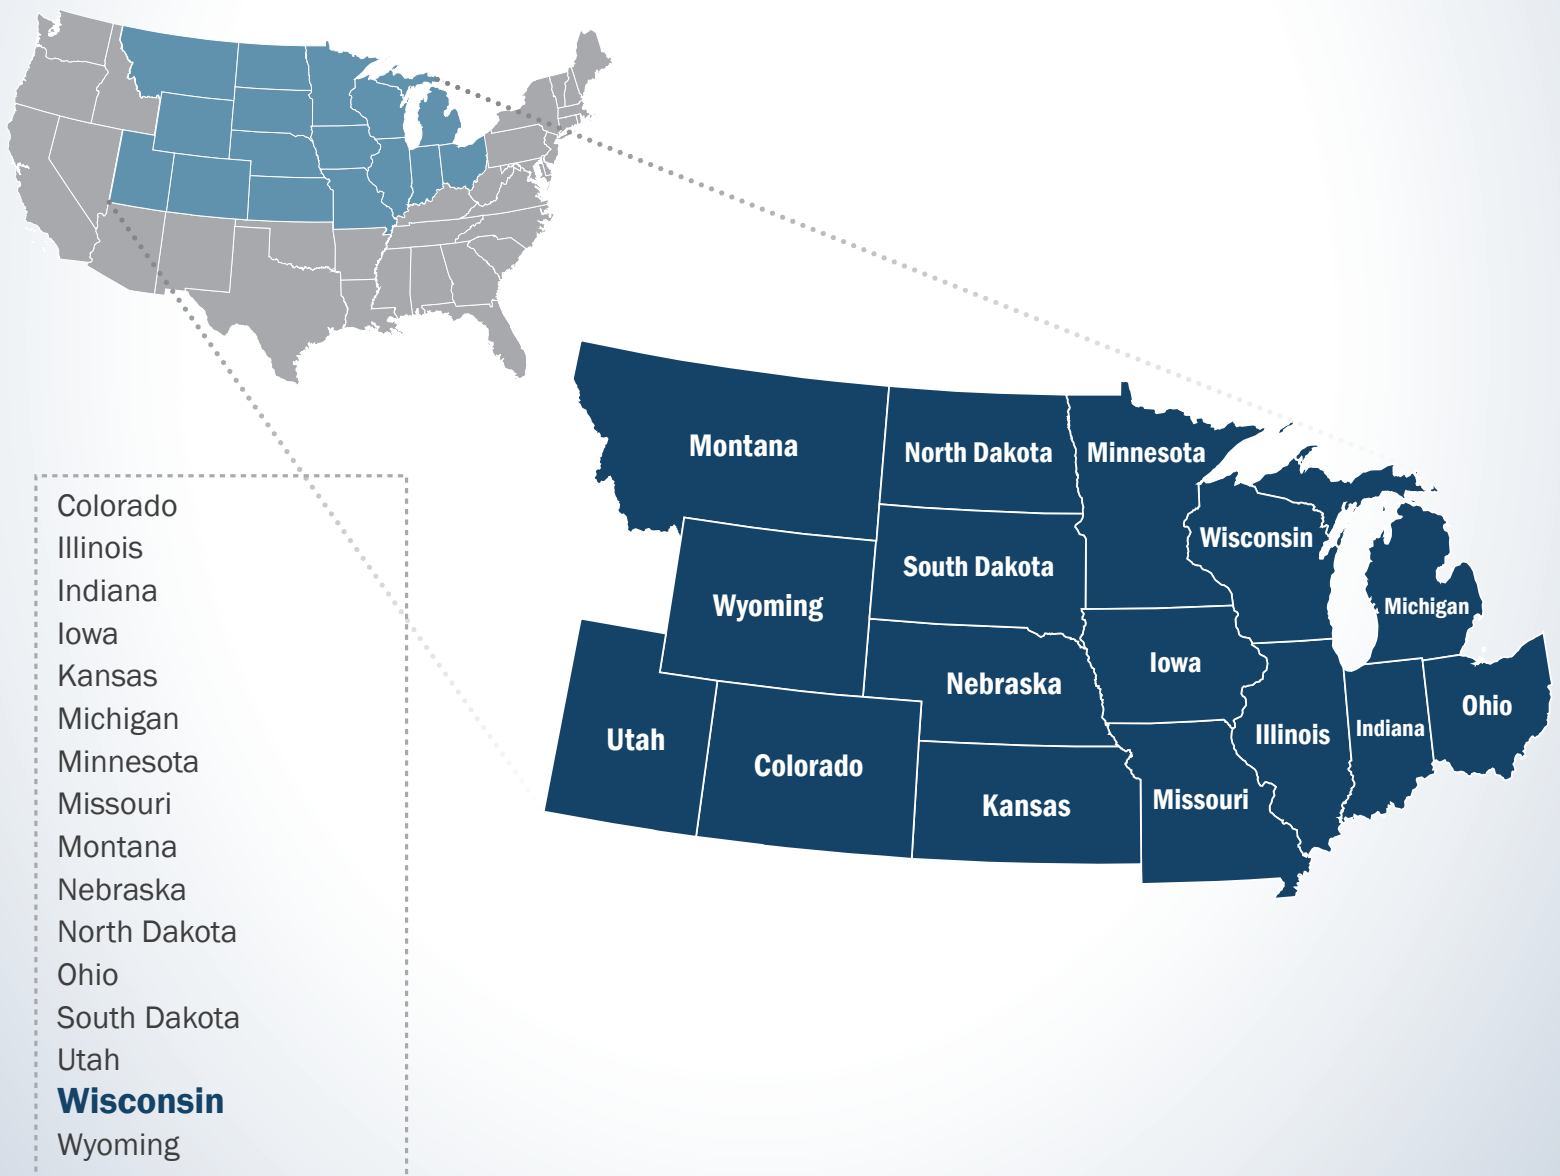 Montana
North Dakota
Minnesota
Wisconsin
South Dakota
Wyoming
Michigan
Iowa
Nebraska
Ohio
Utah
Colorado
Illinois
Indiana
Kansas
Missouri
Colorado
Illinois
Indiana
Iowa
Kansas
Michigan
Minnesota
Missouri
Montana
Nebraska
North Dakota
Ohio
South Dakota
Utah
Wisconsin
Wyoming